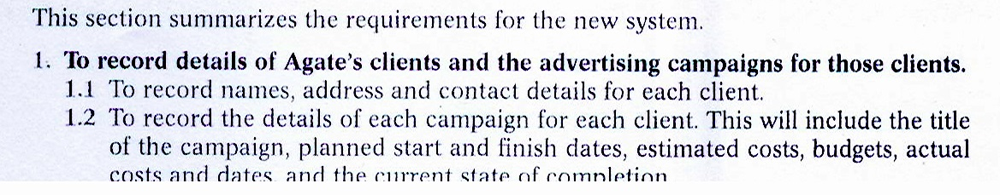 This section summarizes the requirements for the new system.
1. To record details of Agate's clients and the advertising campaigns for those clients.
1.1 To record names, address and contact details for each client.
1.2 To record the details of each campaign for each client. This will include the title
of the campaign, planned start and finish dates, estimated costs, budgets, actual
costs and dates, and the current state of completion